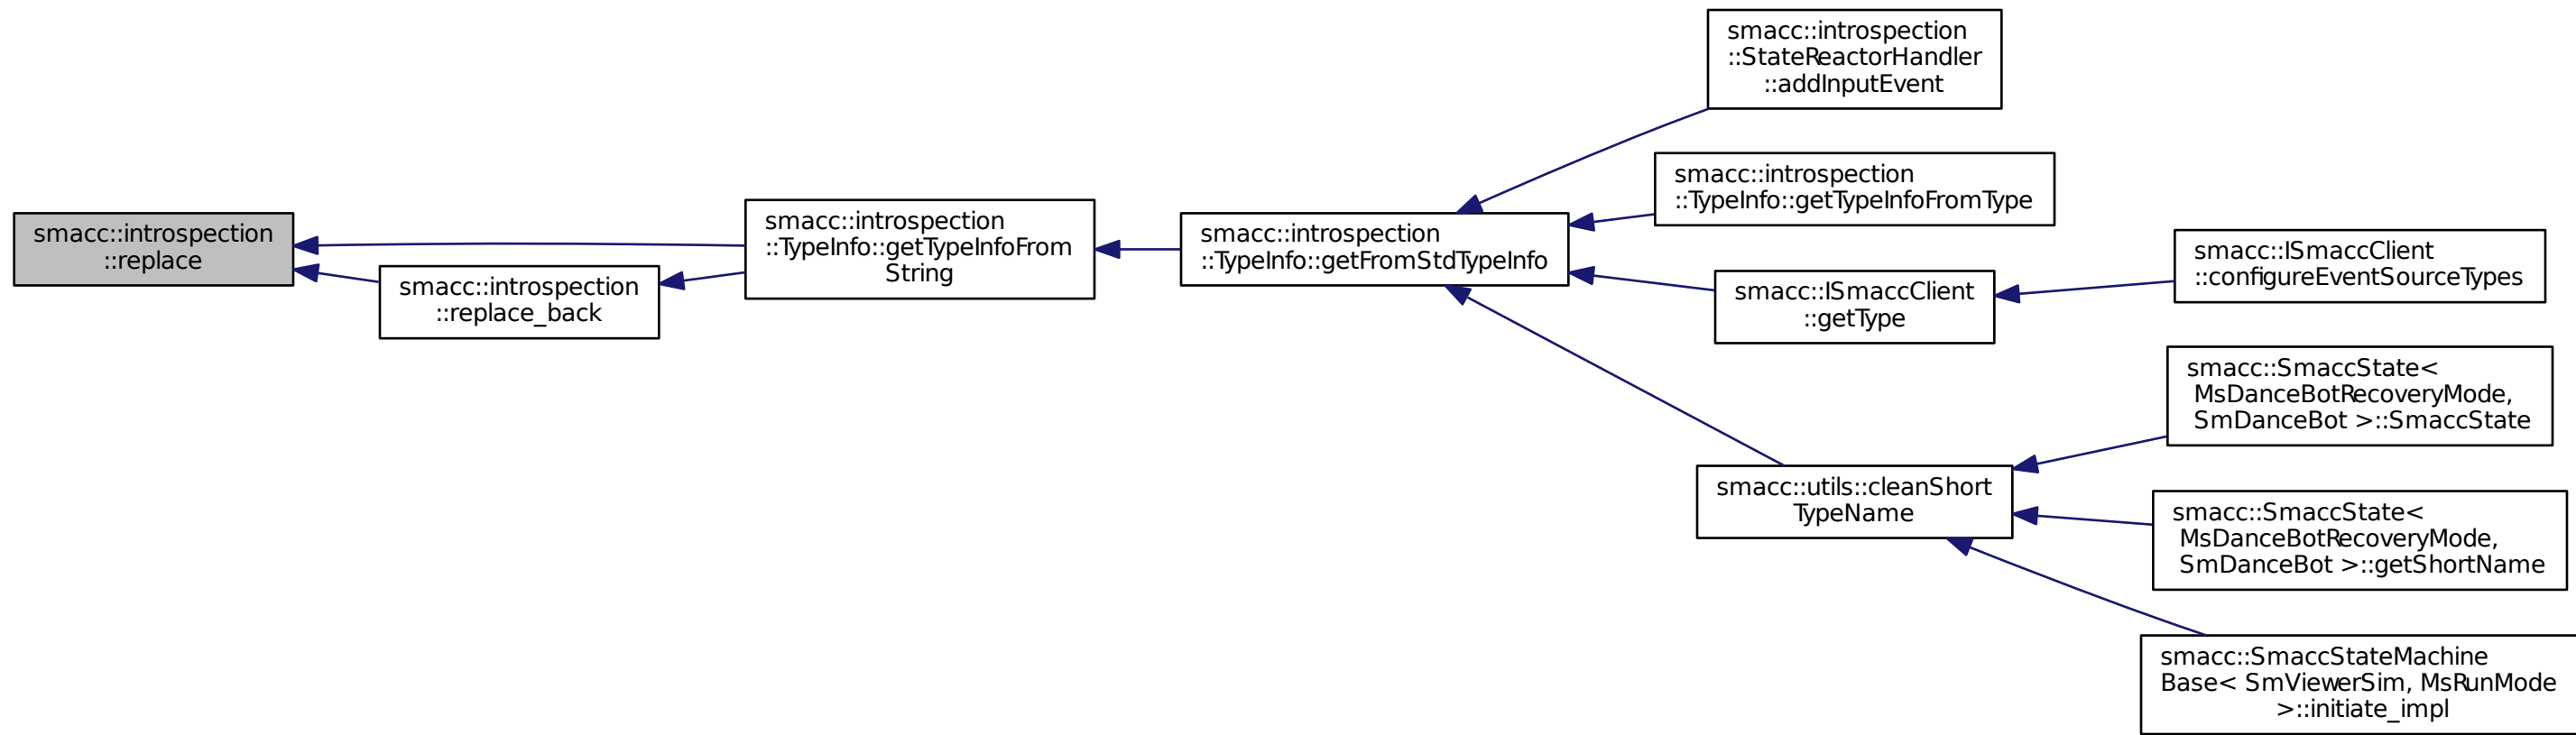 smacc::introspection
::replace
smacc::introspection
::replace_back
smacc::introspection
::TypeInfo::getTypeInfoFrom
String
smacc::introspection
::TypeInfo::getFromStdTypeInfo
smacc::introspection
::StateReactorHandler
::addInputEvent
smacc::introspection
::TypeInfo::getTypeInfoFromType
smacc::ISmaccClient
::getType
smacc::ISmaccClient
::configureEventSourceTypes
smacc::utils::cleanShort
TypeName
smacc::SmaccState<
MsDanceBotRecoveryMode,
SmDanceBot >::SmaccState
smacc::SmaccState<
MsDanceBotRecoveryMode,
SmDanceBot >::getShortName
smacc::SmaccStateMachine
Base< SmViewerSim, MsRunMode
>::initiate_impl